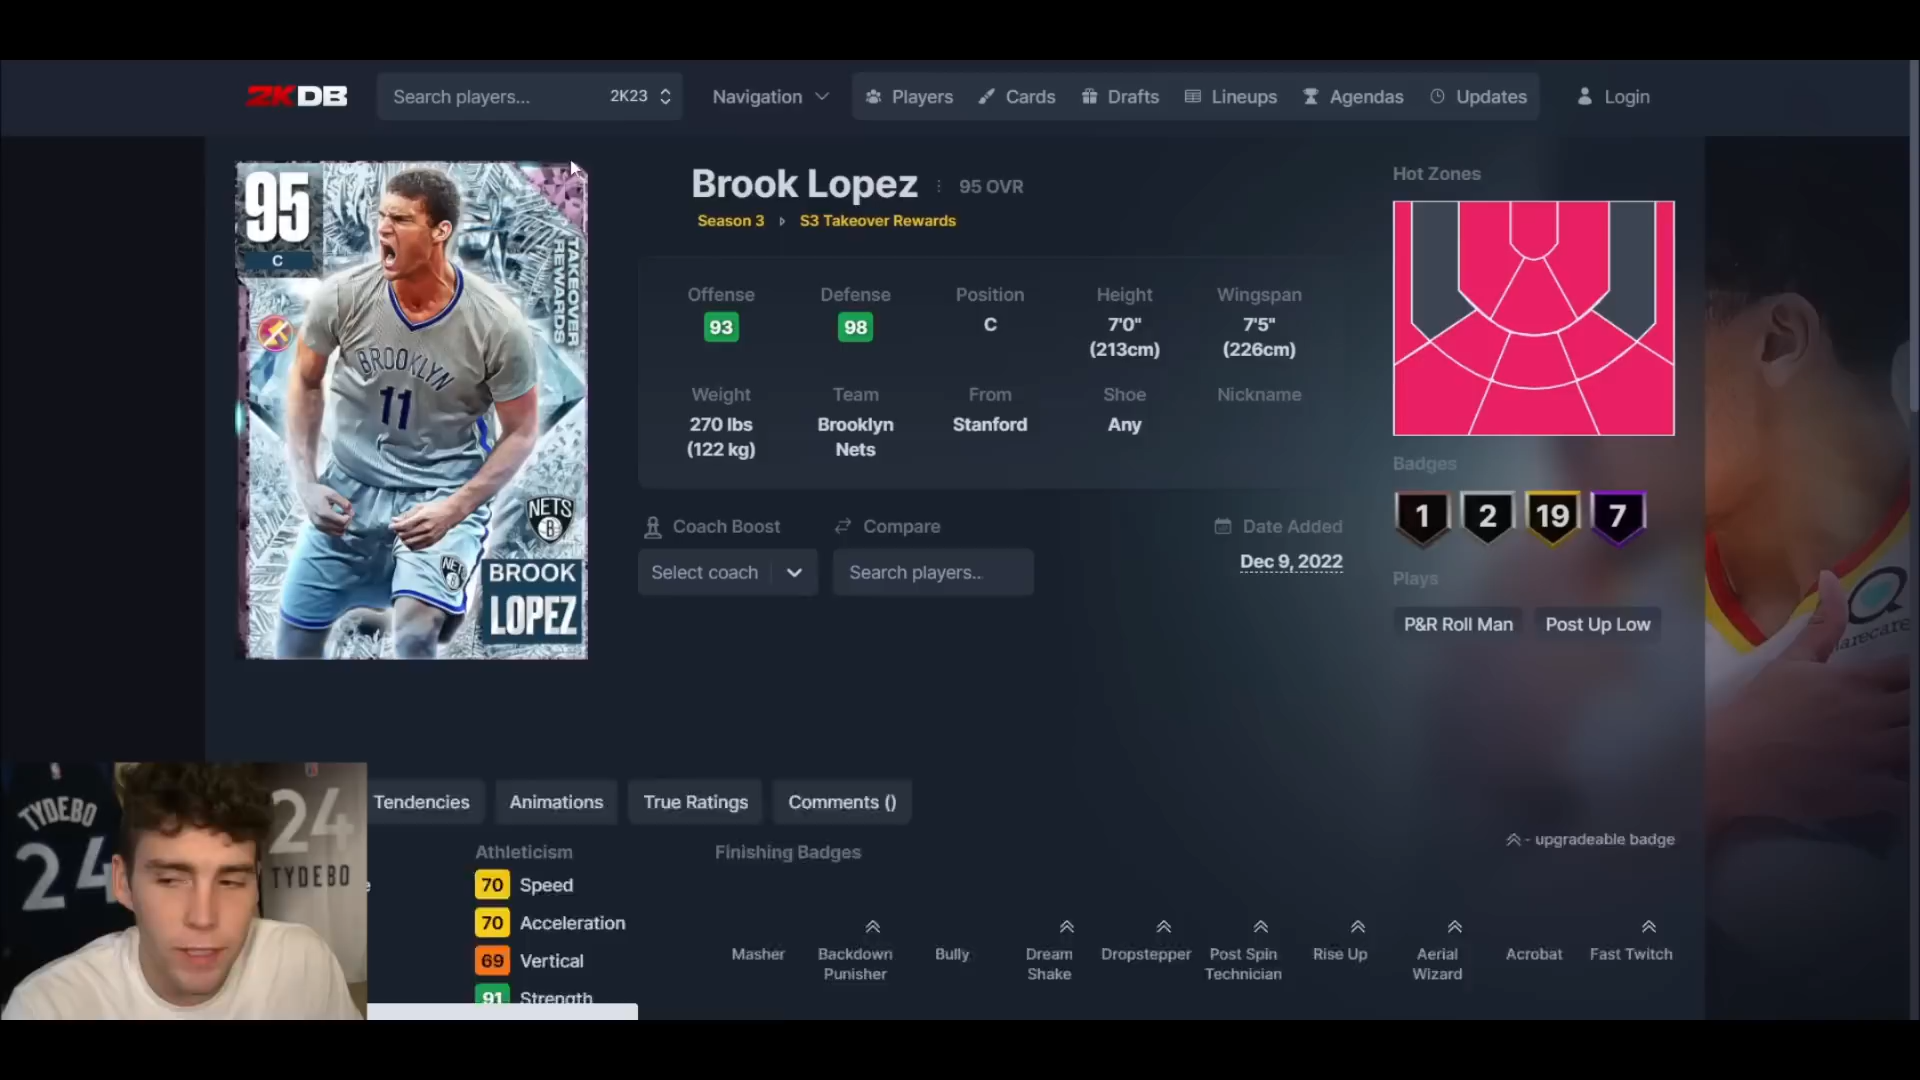 2KDB
Search players...
2K23
Navigation
Players
Cards
Drafts
Lineups
Agendas
Updates
Login
95
C
TAKEOVER
REWARDS
BROOKLYN
11
NETS
B
NETS
BROOK
LOPEZ
Brook Lopez
95 OVR
Season 3
S3 Takeover Rewards
Offense
Defense
Position
Height
Wingspan
93
98
C
7'0"
7'5"
(213cm)
(226cm)
Weight
Team
From
Shoe
Nickname
270 lbs
Brooklyn
Stanford
Any
(122 kg)
Nets
Coach Boost
Compare
Date Added
Select coach
Search players...
Dec 9, 2022
Hot Zones
Badges
1
2
19
7
Plays
P&R Roll Man
Post Up Low
Tendencies
Animations
True Ratings
Comments ()
- upgradeable badge
Athleticism
70 Speed
70 Acceleration
69 Vertical
91 Strength
Finishing Badges
Masher
Backdown
Punisher
Bully
Dream
Shake
Dropstepper
Post Spin
Technician
Rise Up
Aerial
Wizard
Acrobat
Fast Twitch
TYDEBO
24
24
TYDEBO